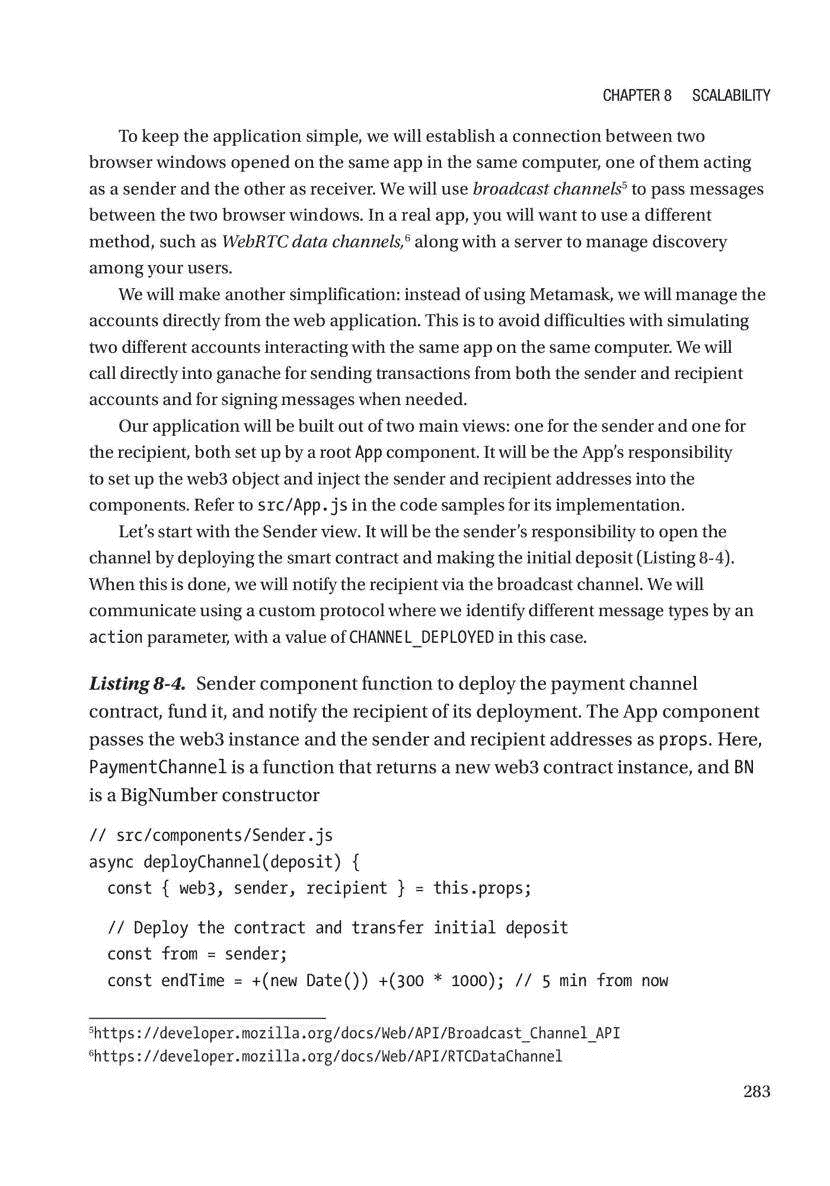 CHAPTER 8 SCALABILITY
To keep the application simple, we will establish a connection between two
browser windows opened on the same app in the same computer, one of them acting
as a sender and the other as receiver. We will use broadcast channels⁵ to pass messages
between the two browser windows. In a real app, you will want to use a different
method, such as WebRTC data channels,⁶ along with a server to manage discovery
among your users.
We will make another simplification: instead of using Metamask, we will manage the
accounts directly from the web application. This is to avoid difficulties with simulating
two different accounts interacting with the same app on the same computer. We will
call directly into ganache for sending transactions from both the sender and recipient
accounts and for signing messages when needed.
Our application will be built out of two main views: one for the sender and one for
the recipient, both set up by a root App component. It will be the App’s responsibility
to set up the web3 object and inject the sender and recipient addresses into the
components. Refer to src/App.js in the code samples for its implementation.
Let’s start with the Sender view. It will be the sender’s responsibility to open the
channel by deploying the smart contract and making the initial deposit (Listing 8-4).
When this is done, we will notify the recipient via the broadcast channel. We will
communicate using a custom protocol where we identify different message types by an
action parameter, with a value of CHANNEL_DEPLOYED in this case.
Listing 8-4. Sender component function to deploy the payment channel
contract, fund it, and notify the recipient of its deployment. The App component
passes the web3 instance and the sender and recipient addresses as props. Here,
PaymentChannel is a function that returns a new web3 contract instance, and BN
is a BigNumber constructor
// src/components/Sender.js
async deployChannel(deposit) {
  const { web3, sender, recipient } = this.props;
  // Deploy the contract and transfer initial deposit
  const from = sender;
  const endTime = +(new Date()) +(300 * 1000); // 5 min from now
⁵https://developer.mozilla.org/docs/Web/API/Broadcast_Channel_API
⁶https://developer.mozilla.org/docs/Web/API/RTCDataChannel
283